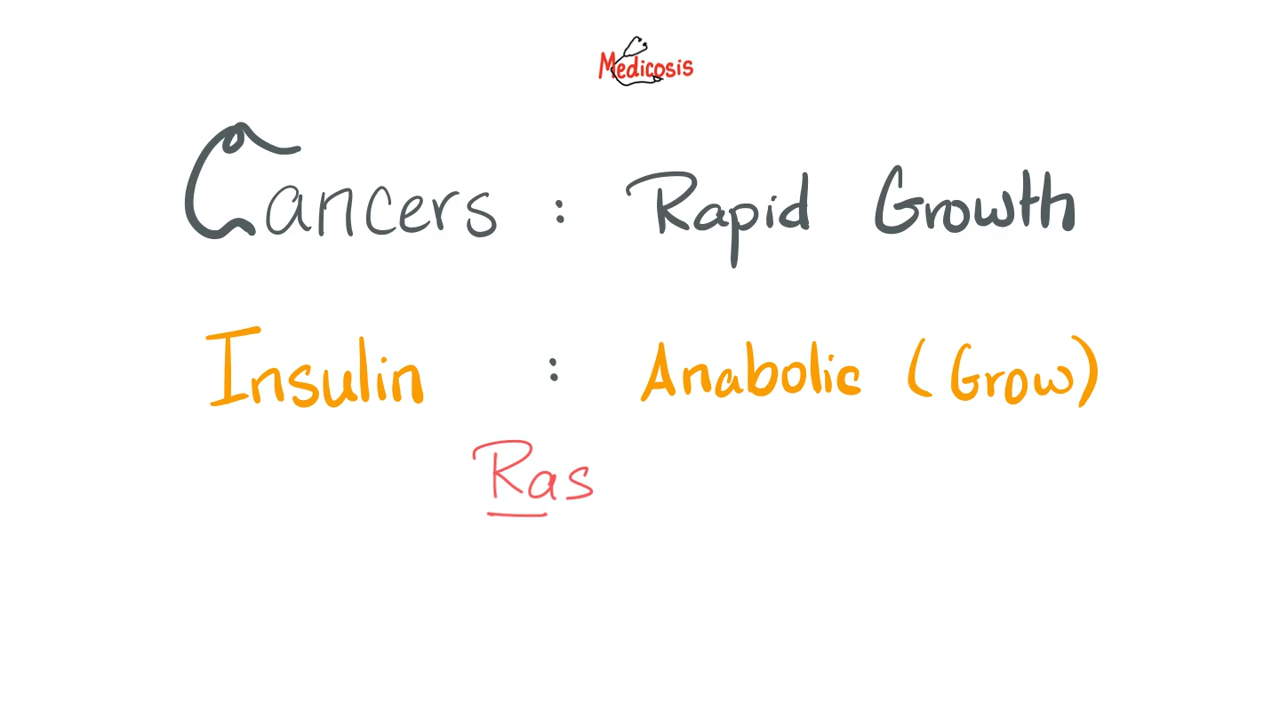 Medicosis
Cancers : Rapid Growth
Insulin : Anabolic (Grow)
Ras